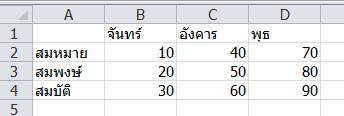 A B C D
1 จันทร์ อังคาร พุธ
2 สมหมาย 10 40 70
3 สมพงษ์ 20 50 80
4 สมบัติ 30 60 90
5